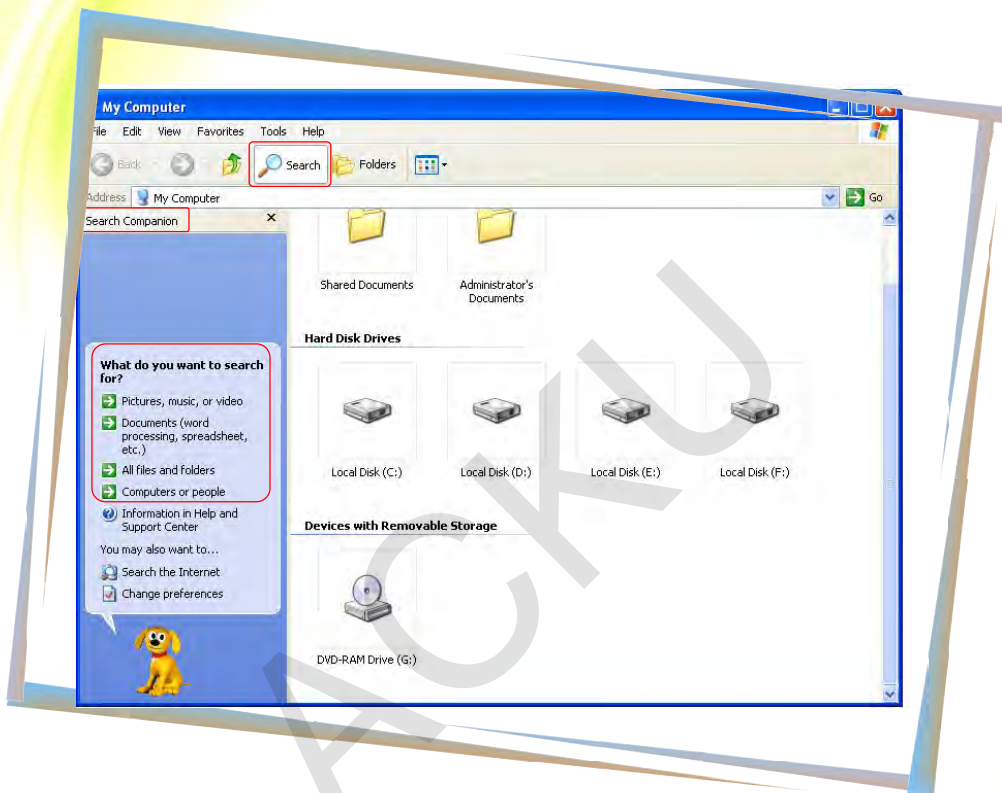 My Computer
File Edit View Favorites Tools Help
Back Search Folders
Address My Computer Go
Search Companion
Shared Documents
Administrator's
Documents
Hard Disk Drives
What do you want to search
for?
Pictures, music, or video
Documents (word
processing, spreadsheet,
etc.)
All files and folders
Computers or people
Information in Help and
Support Center
You may also want to...
Search the Internet
Change preferences
Local Disk (C:) Local Disk (D:) Local Disk (E:) Local Disk (F:)
Devices with Removable Storage
DVD-RAM Drive (G:)
ACKU